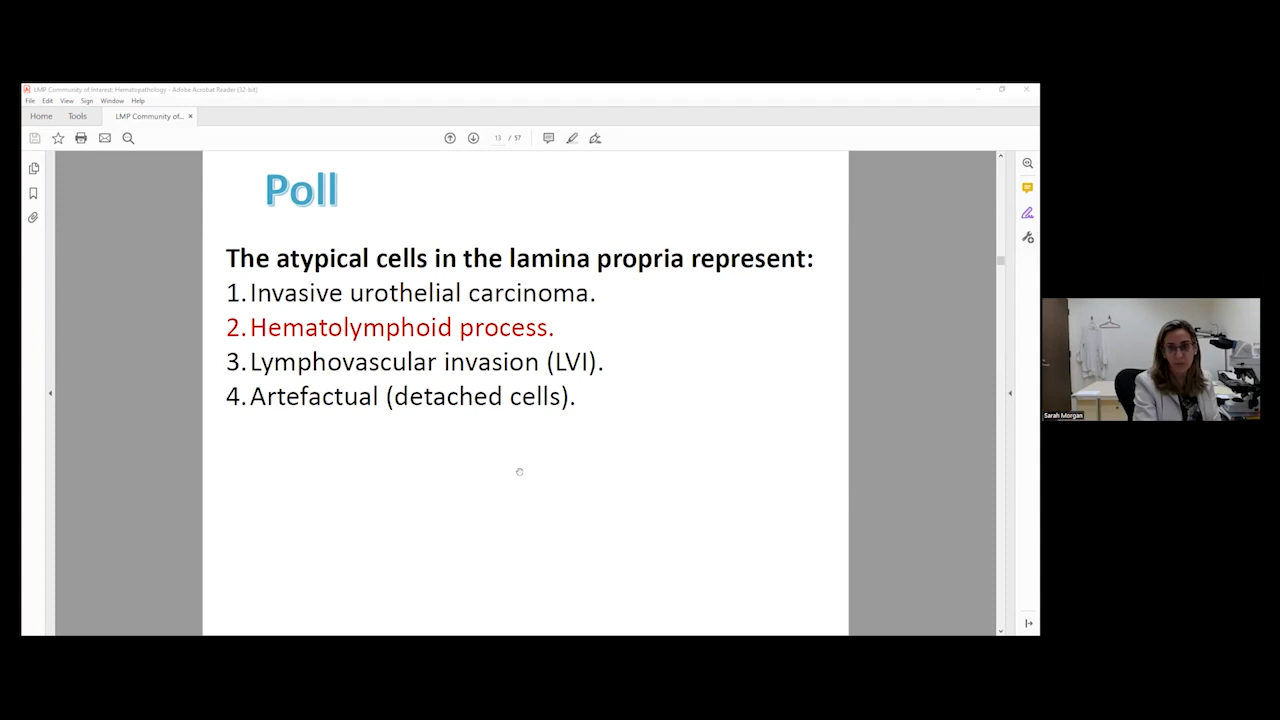 LMP Community of Interest: Hematopathology - Adobe Acrobat Reader (32-bit)
File Edit View Sign Window Help
Home Tools LMP Community of... ×
13 / 57
Poll
The atypical cells in the lamina propria represent:
1. Invasive urothelial carcinoma.
2. Hematolymphoid process.
3. Lymphovascular invasion (LVI).
4. Artefactual (detached cells).
Sarah Morgan